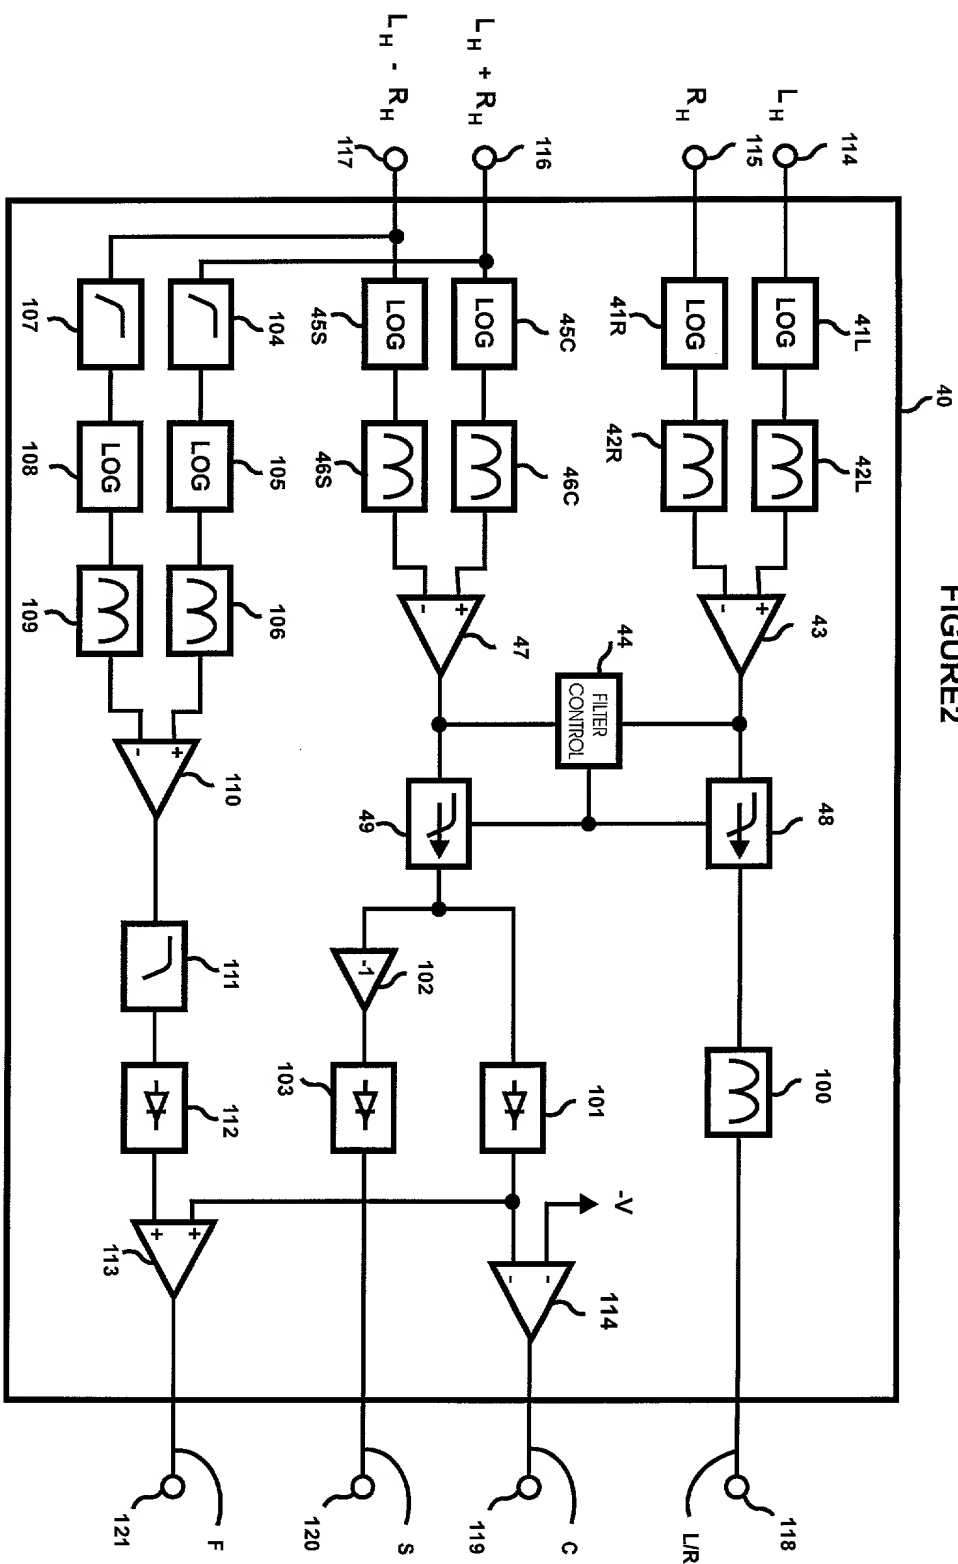 FIGURE2
40
L_H
114
R_H
115
L_H + R_H
116
L_H - R_H
117
LOG
41L
42L
LOG
41R
42R
+
-
43
48
100
118
L/R
FILTER
CONTROL
44
LOG
45C
46C
LOG
45S
46S
+
-
47
49
101
-V
-
-
114
119
C
-1
102
103
120
S
104
LOG
105
106
107
LOG
108
109
+
-
110
111
112
+
+
113
121
F